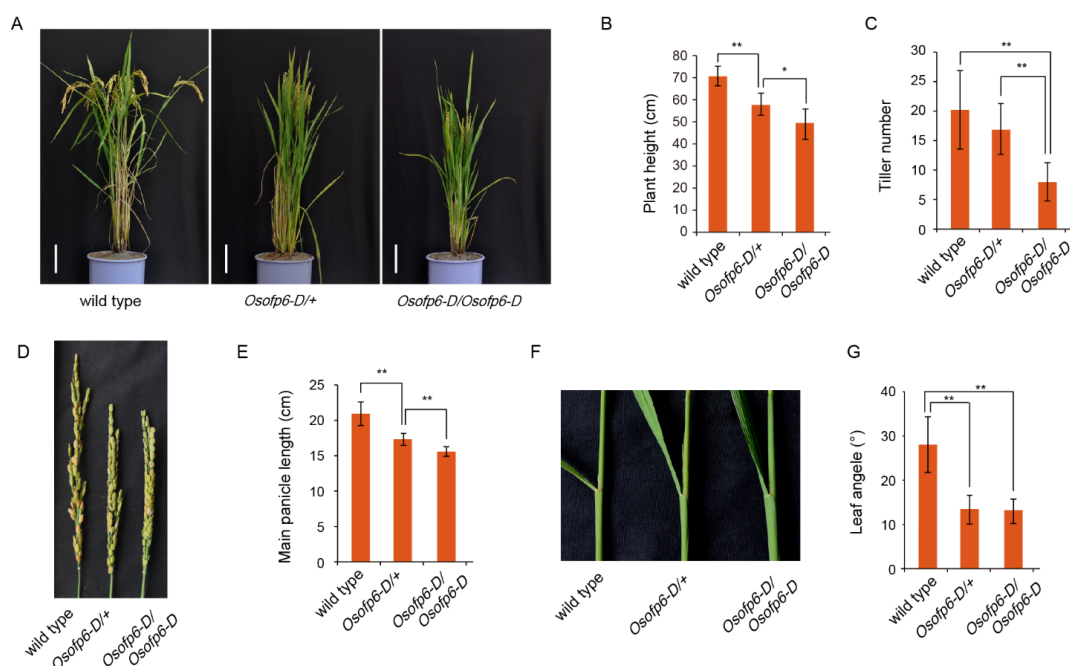 A
wild type
Osofp6-D/+
Osofp6-D/Osofp6-D
B
Plant height (cm)
80
70
60
50
40
30
20
10
0
**
*
wild type
Osofp6-D/+
Osofp6-D/
Osofp6-D
C
Tiller number
30
25
20
15
10
5
0
**
**
wild type
Osofp6-D/+
Osofp6-D/
Osofp6-D
D
wild type
Osofp6-D/+
Osofp6-D/
Osofp6-D
E
Main panicle length (cm)
25
20
15
10
5
0
**
**
wild type
Osofp6-D/+
Osofp6-D/
Osofp6-D
F
wild type
Osofp6-D/+
Osofp6-D/
Osofp6-D
G
Leaf angele (°)
40
30
20
10
0
**
**
wild type
Osofp6-D/+
Osofp6-D/
Osofp6-D